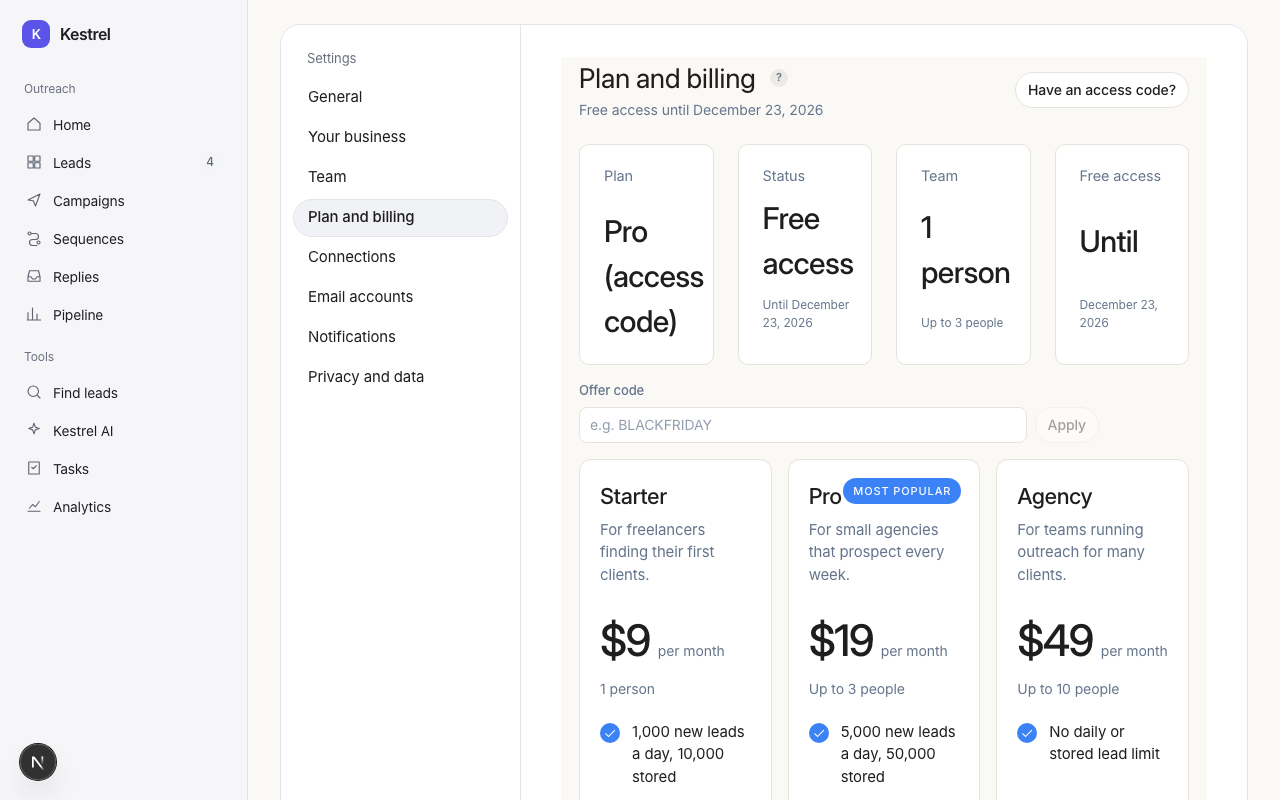 K Kestrel
Outreach
Home
Leads 4
Campaigns
Sequences
Replies
Pipeline
Tools
Find leads
Kestrel AI
Tasks
Analytics
N
Settings
General
Your business
Team
Plan and billing
Connections
Email accounts
Notifications
Privacy and data
Plan and billing ?
Free access until December 23, 2026
Have an access code?
Plan
Pro
(access
code)
Status
Free
access
Until December
23, 2026
Team
1
person
Up to 3 people
Free access
Until
December 23,
2026
Offer code
e.g. BLACKFRIDAY
Apply
Starter
For freelancers
finding their first
clients.
$9 per month
1 person
1,000 new leads
a day, 10,000
stored
Pro MOST POPULAR
For small agencies
that prospect every
week.
$19 per month
Up to 3 people
5,000 new leads
a day, 50,000
stored
Agency
For teams running
outreach for many
clients.
$49 per month
Up to 10 people
No daily or
stored lead limit